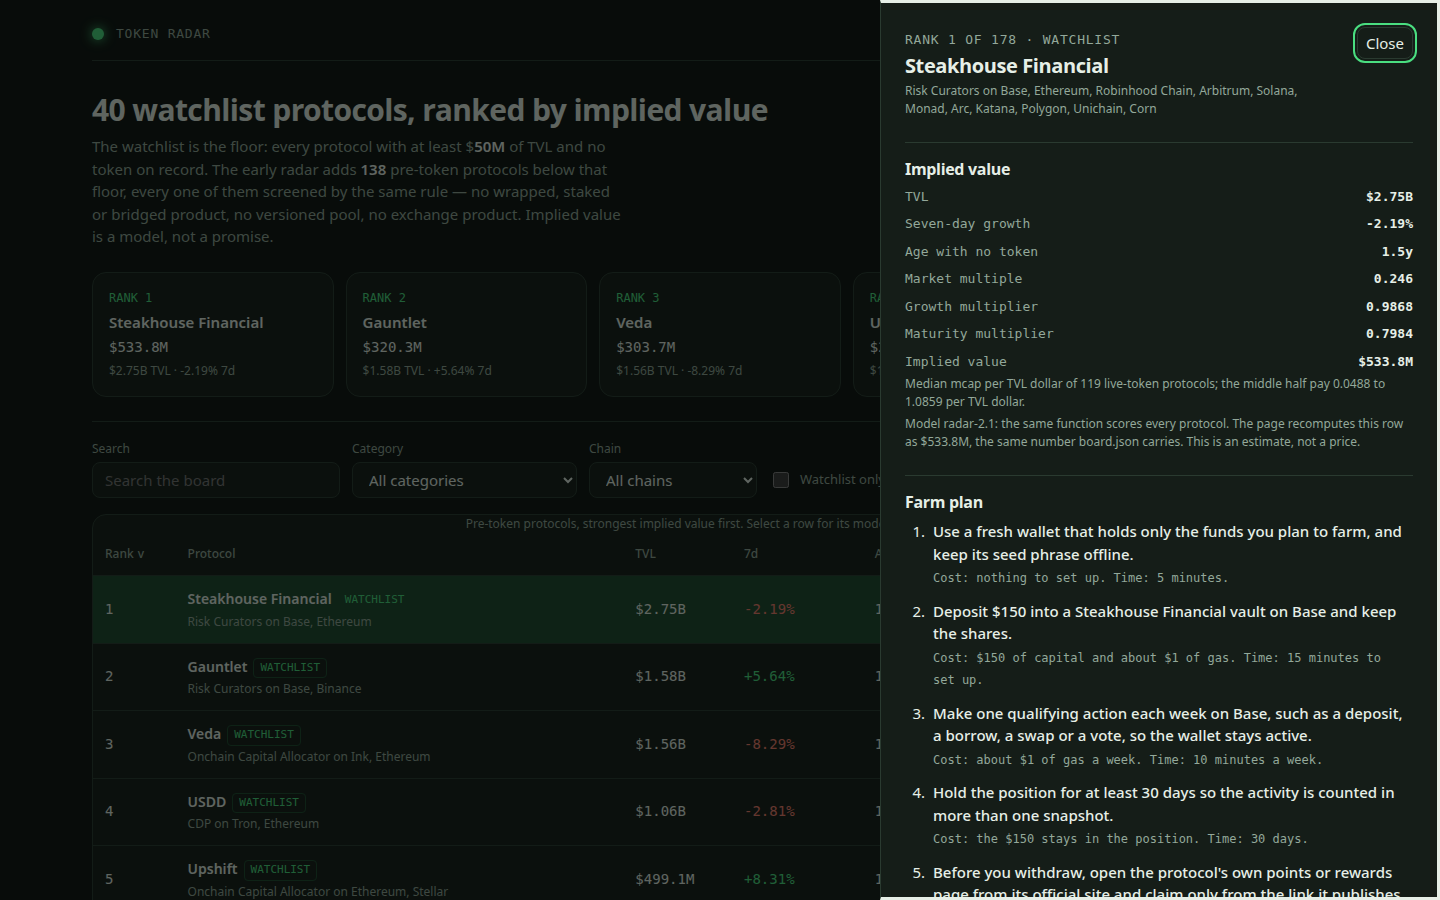 TOKEN RADAR
40 watchlist protocols, ranked by implied value
The watchlist is the floor: every protocol with at least $50M of TVL and no
token on record. The early radar adds 138 pre-token protocols below that
floor, every one of them screened by the same rule — no wrapped, staked
or bridged product, no versioned pool, no exchange product. Implied value
is a model, not a promise.
RANK 1
Steakhouse Financial
$533.8M
$2.75B TVL · -2.19% 7d
RANK 2
Gauntlet
$320.3M
$1.58B TVL · +5.64% 7d
RANK 3
Veda
$303.7M
$1.56B TVL · -8.29% 7d
Search
Category
Chain
Search the board
All categories
All chains
Watchlist only
Pre-token protocols, strongest implied value first. Select a row for its
Rank v
Protocol
TVL
7d
1
Steakhouse Financial WATCHLIST
Risk Curators on Base, Ethereum
$2.75B
-2.19%
2
Gauntlet WATCHLIST
Risk Curators on Base, Binance
$1.58B
+5.64%
3
Veda WATCHLIST
Onchain Capital Allocator on Ink, Ethereum
$1.56B
-8.29%
4
USDD WATCHLIST
CDP on Tron, Ethereum
$1.06B
-2.81%
5
Upshift WATCHLIST
Onchain Capital Allocator on Ethereum, Stellar
$499.1M
+8.31%
RANK 1 OF 178 · WATCHLIST
Close
Steakhouse Financial
Risk Curators on Base, Ethereum, Robinhood Chain, Arbitrum, Solana,
Monad, Arc, Katana, Polygon, Unichain, Corn
Implied value
TVL $2.75B
Seven-day growth -2.19%
Age with no token 1.5y
Market multiple 0.246
Growth multiplier 0.9868
Maturity multiplier 0.7984
Implied value $533.8M
Median mcap per TVL dollar of 119 live-token protocols; the middle half pay 0.0488 to
1.0859 per TVL dollar.
Model radar-2.1: the same function scores every protocol. The page recomputes this row
as $533.8M, the same number board.json carries. This is an estimate, not a price.
Farm plan
1. Use a fresh wallet that holds only the funds you plan to farm, and
keep its seed phrase offline.
Cost: nothing to set up. Time: 5 minutes.
2. Deposit $150 into a Steakhouse Financial vault on Base and keep
the shares.
Cost: $150 of capital and about $1 of gas. Time: 15 minutes to
set up.
3. Make one qualifying action each week on Base, such as a deposit,
a borrow, a swap or a vote, so the wallet stays active.
Cost: about $1 of gas a week. Time: 10 minutes a week.
4. Hold the position for at least 30 days so the activity is counted in
more than one snapshot.
Cost: the $150 stays in the position. Time: 30 days.
5. Before you withdraw, open the protocol's own points or rewards
page from its official site and claim only from the link it publishes